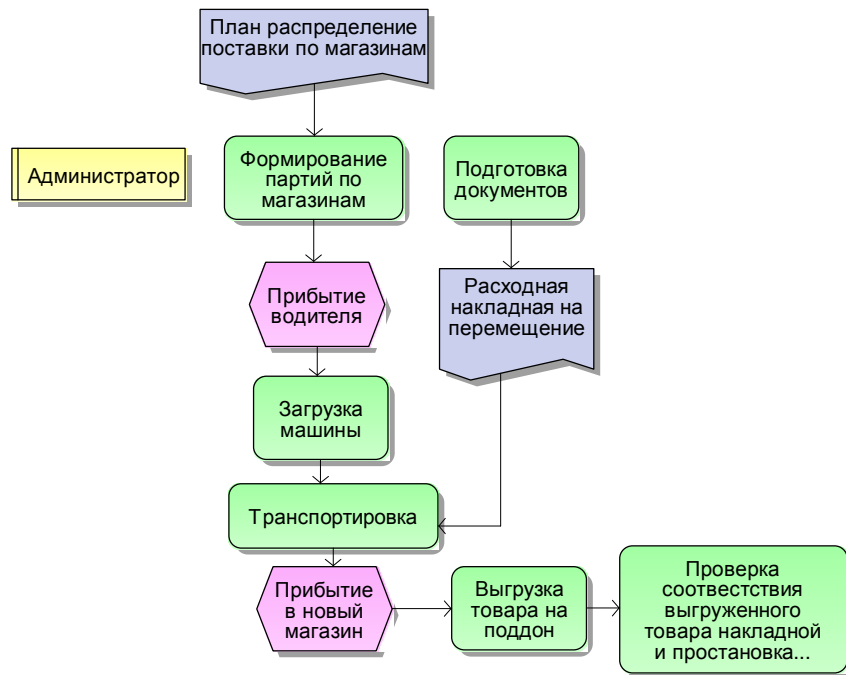 План распределение
поставки по магазинам
Администратор
Формирование
партий по
магазинам
Подготовка
документов
Прибытие
водителя
Расходная
накладная на
перемещение
Загрузка
машины
Транспортировка
Прибытие
в новый
магазин
Выгрузка
товара на
поддон
Проверка
соотвестствия
выгруженного
товара накладной
и простановка...